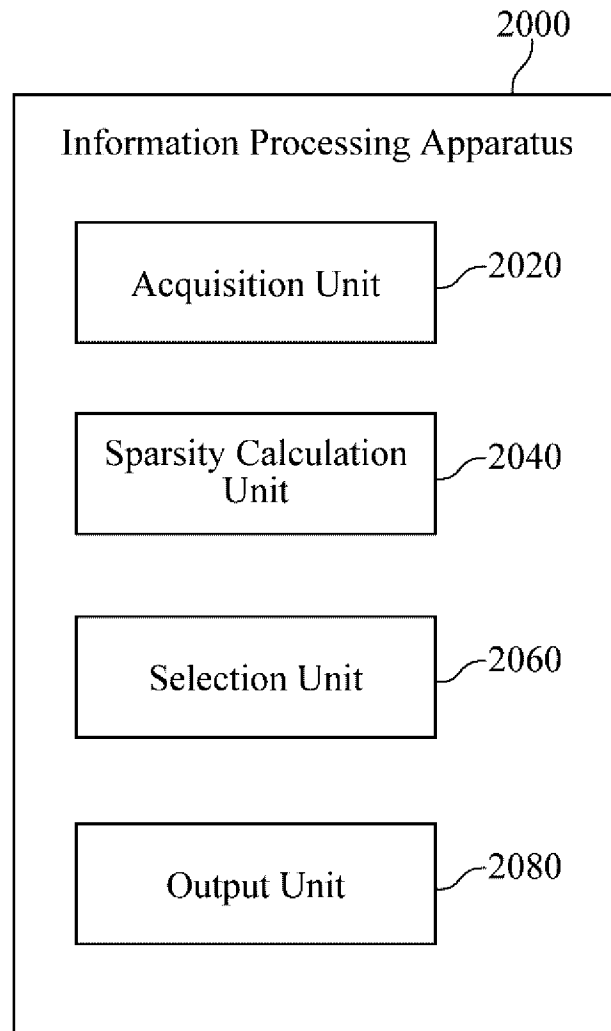 2000
Information Processing Apparatus
Acquisition Unit
2020
Sparsity Calculation
Unit
2040
Selection Unit
2060
Output Unit
2080